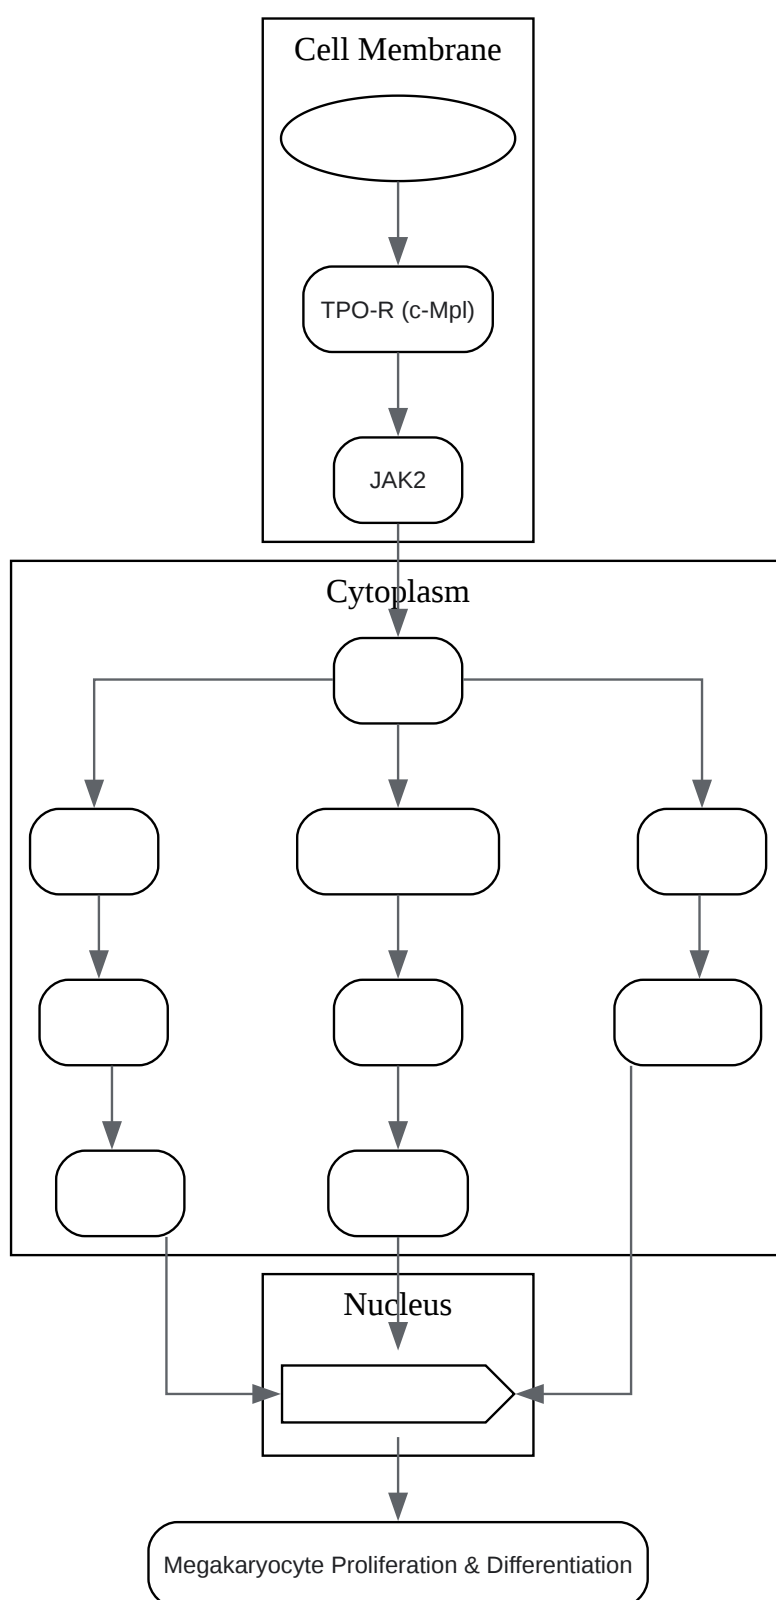 Cell Membrane
TPO-R (c-Mpl)
JAK2
Cytoplasm
Nucleus
Megakaryocyte Proliferation & Differentiation